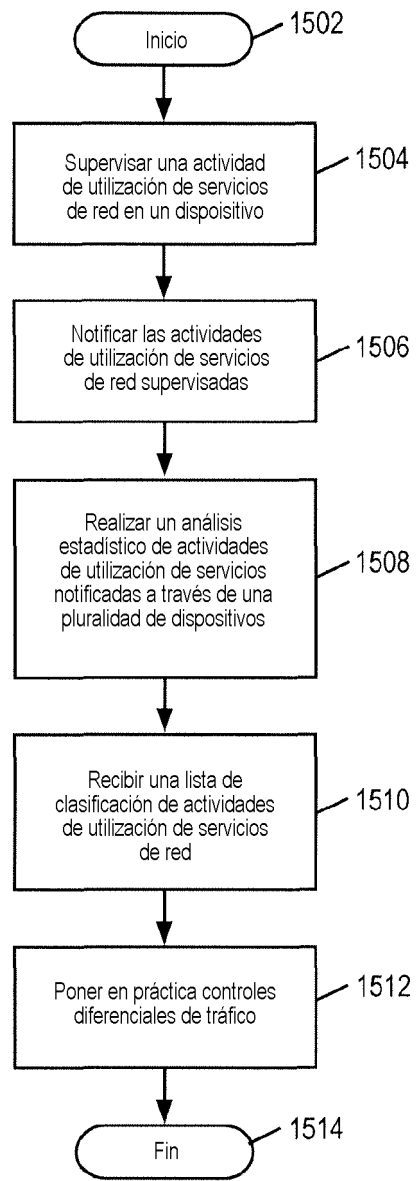 Inicio
1502
Supervisar una actividad
de utilización de servicios
de red en un dispoisitivo
1504
Notificar las actividades
de utilización de servicios
de red supervisadas
1506
Realizar un análisis
estadístico de actividades
de utilización de servicios
notificadas a través de una
pluralidad de dispositivos
1508
Recibir una lista de
clasificación de actividades
de utilización de servicios
de red
1510
Poner en práctica controles
diferenciales de tráfico
1512
Fin
1514